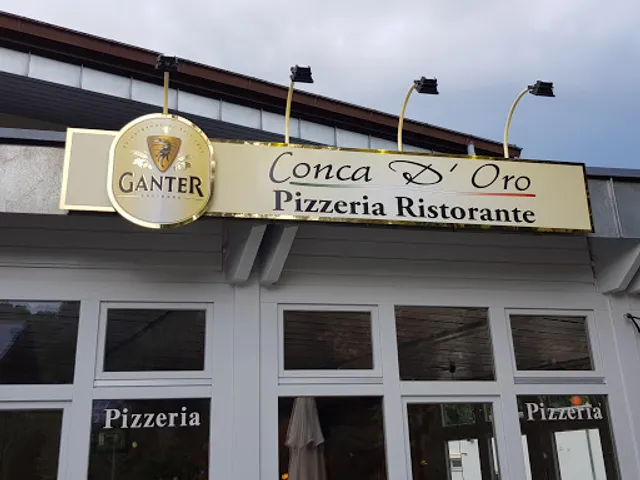 GANTER
Conca D' Oro
Pizzeria Ristorante
Pizzeria
Pizzeria